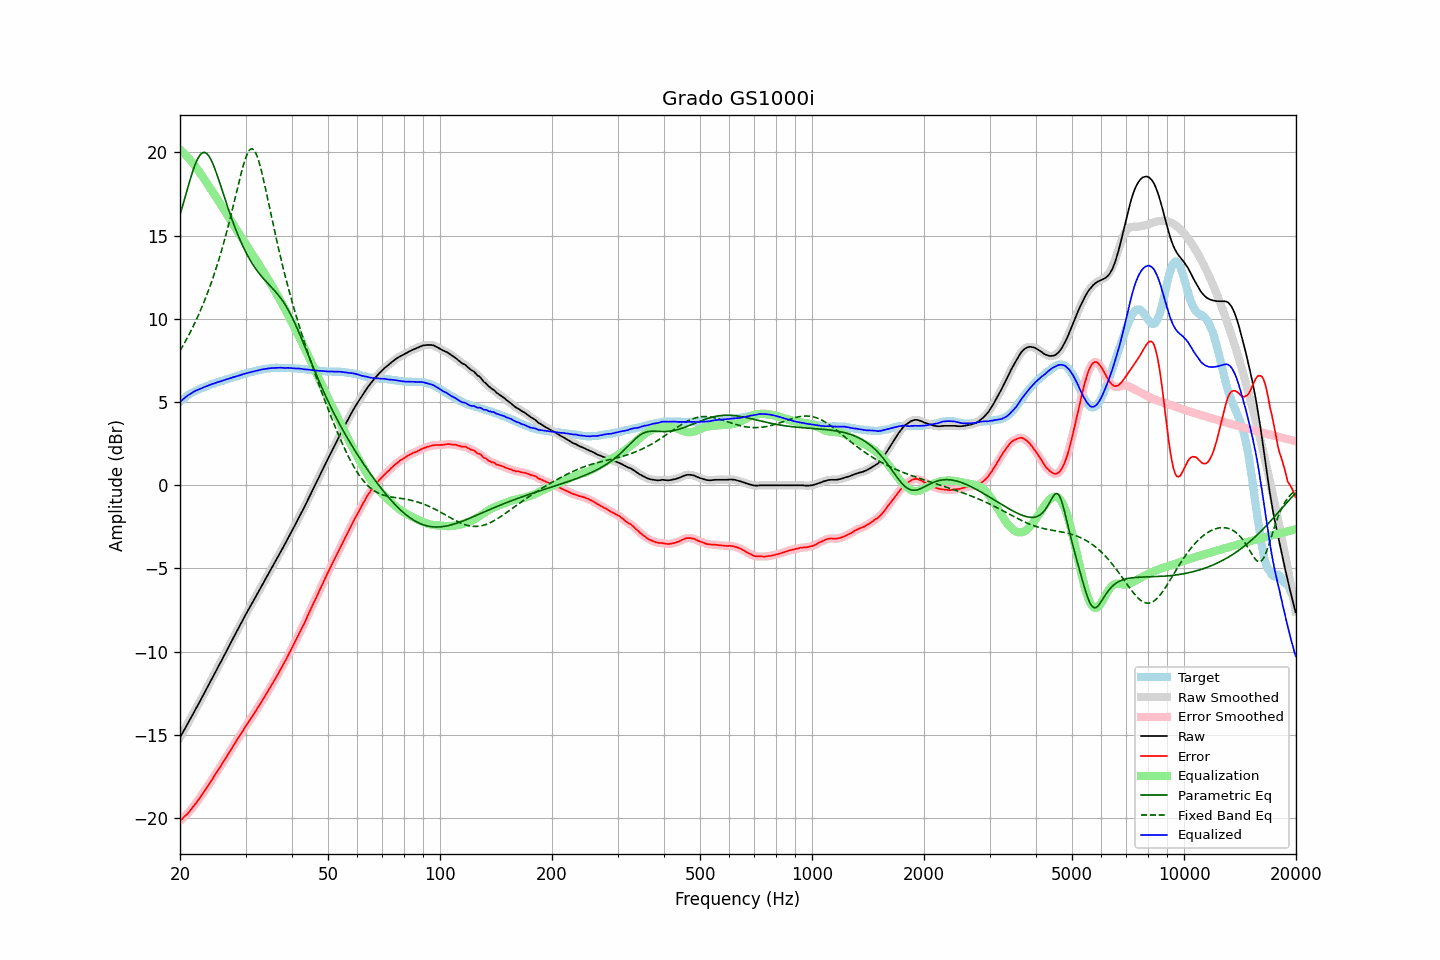 Grado GS1000i
Amplitude (dBr)
20
15
10
5
0
−5
−10
−15
−20
Target
Raw Smoothed
Error Smoothed
Raw
Error
Equalization
Parametric Eq
Fixed Band Eq
Equalized
20 50 100 200 500 1000 2000 5000 10000 20000
Frequency (Hz)